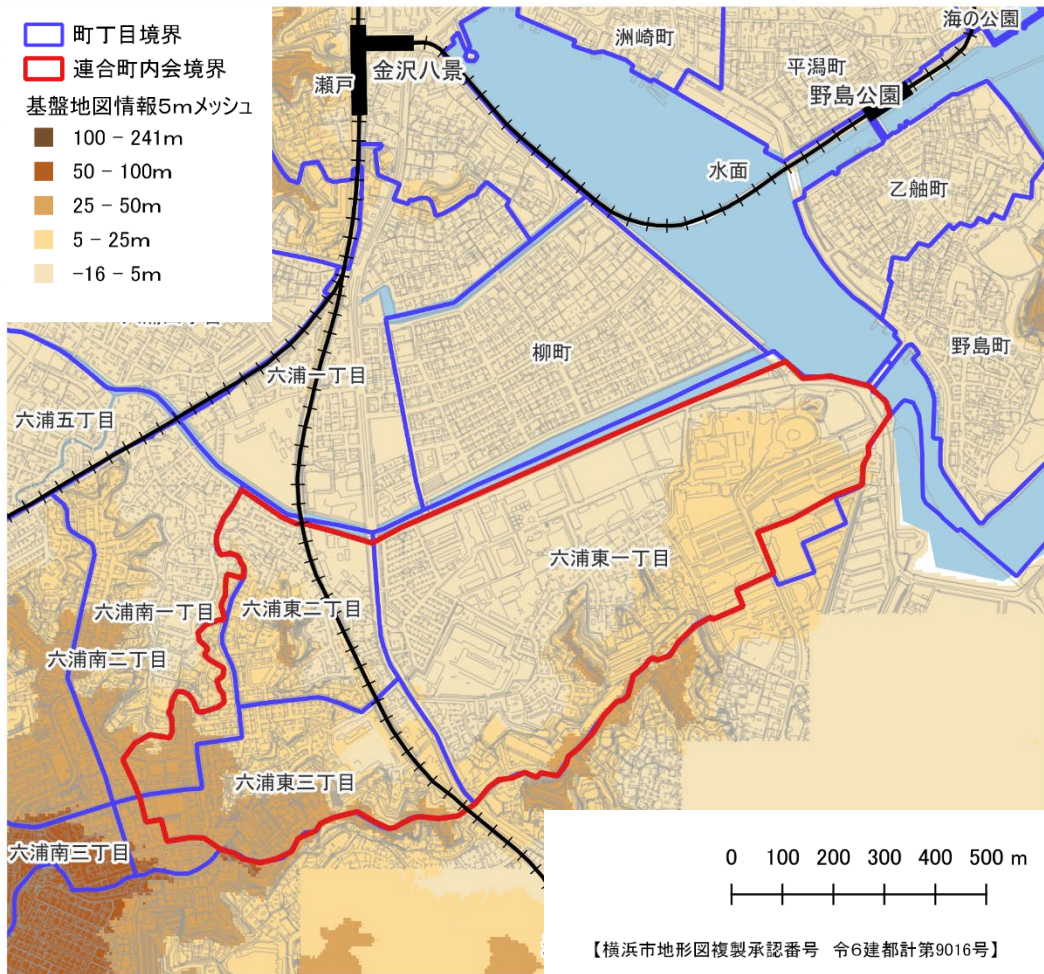 町丁目境界
連合町内会境界
基盤地図情報5mメッシュ
100 - 241m
50 - 100m
25 - 50m
5 - 25m
-16 - 5m
海の公園
洲崎町
平潟町
金沢八景
瀬戸
野島公園
水面
乙舳町
野島町
柳町
六浦一丁目
六浦五丁目
六浦東一丁目
六浦南一丁目
六浦東二丁目
六浦南二丁目
六浦東三丁目
六浦南三丁目
0 100 200 300 400 500 m
【横浜市地形図複製承認番号 令6建都計第9016号】